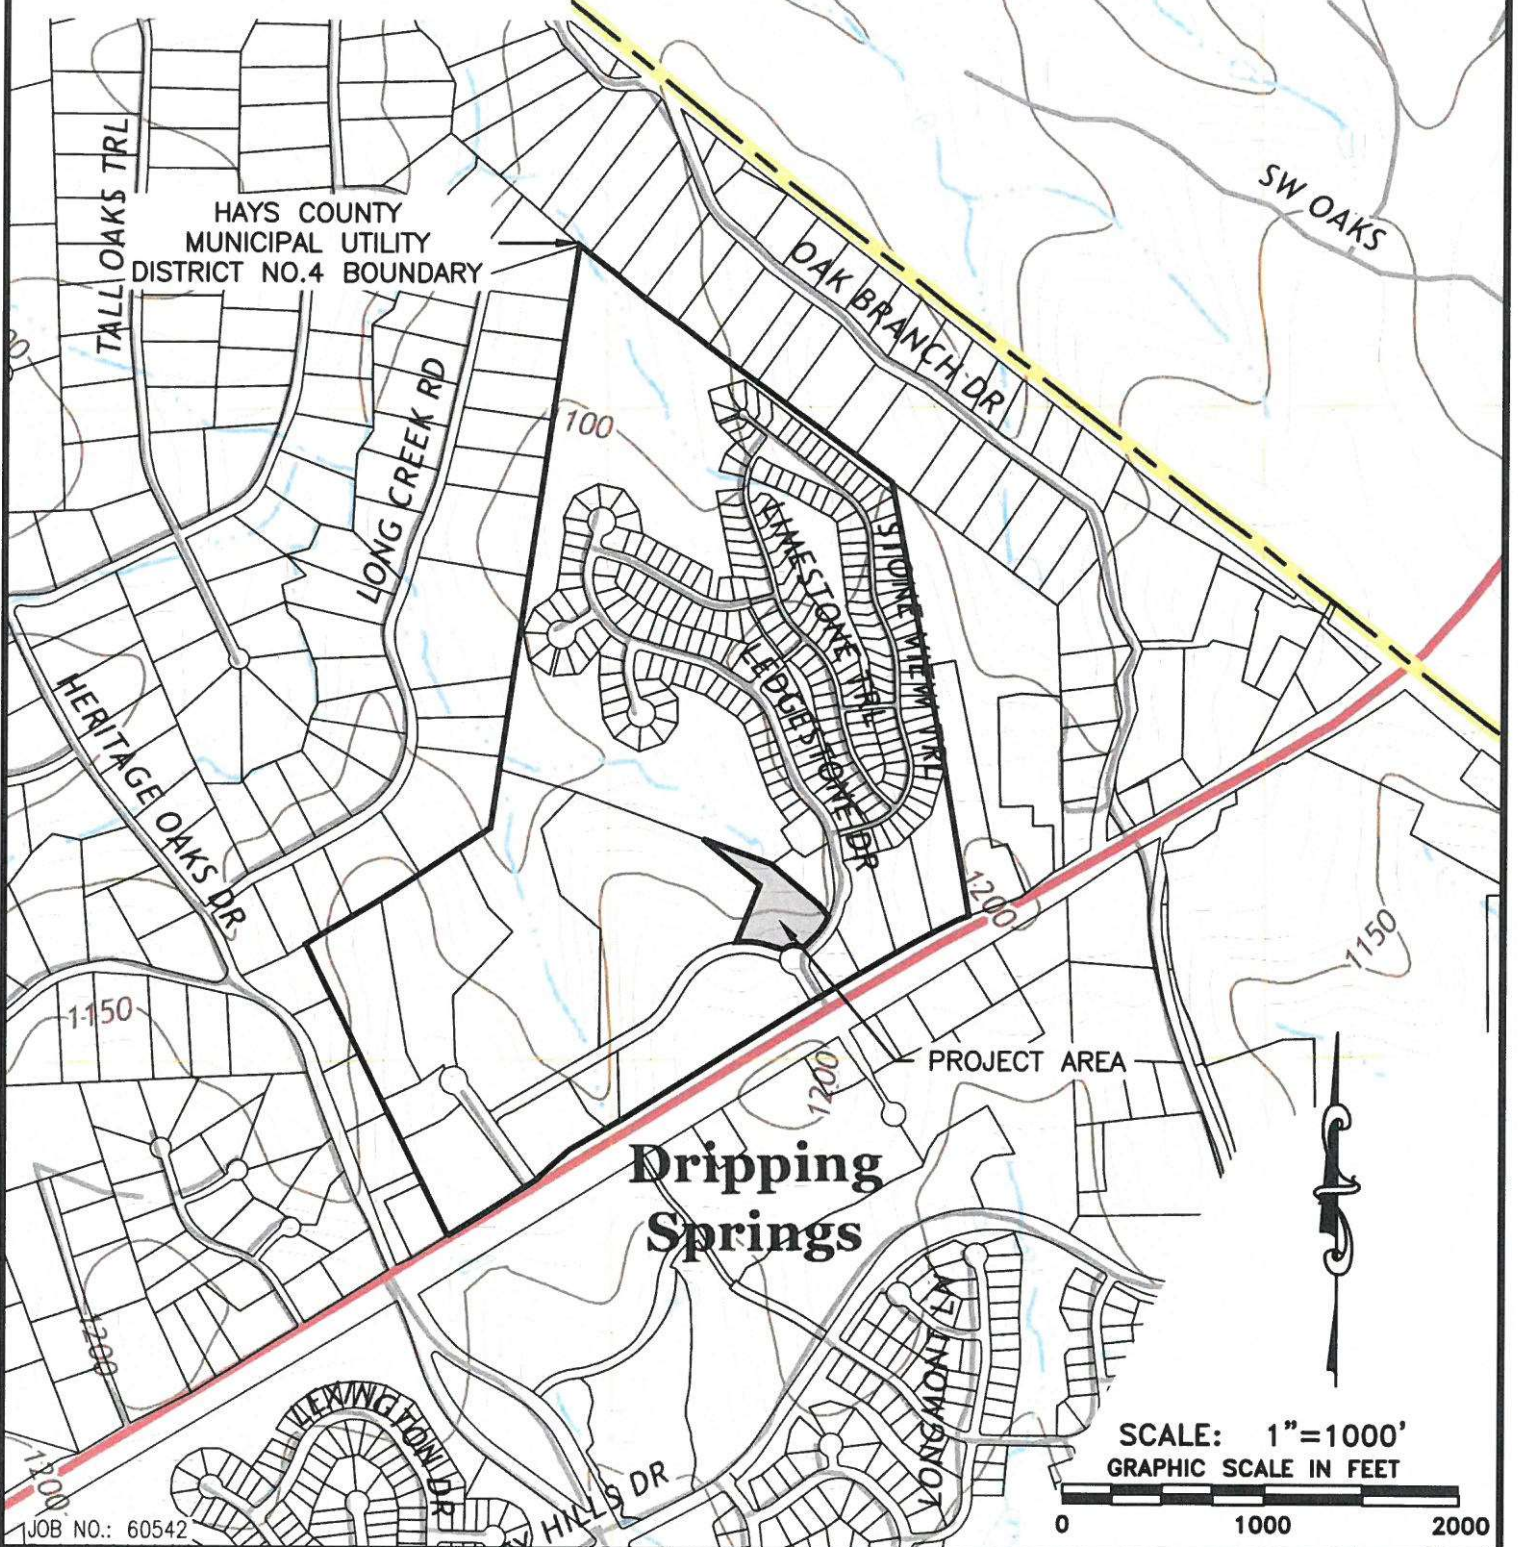 TALL OAKS TRL
HAYS COUNTY
MUNICIPAL UTILITY
DISTRICT NO.4 BOUNDARY
SW OAKS
OAK BRANCH DR
LONG CREEK RD
100
LIMESTONE TRL
STONE VIEW TRL
LEDGESTONE DR
HERITAGE OAKS DR
1200
1150
1150
PROJECT AREA
1200
Dripping
Springs
1200
LEXINGTON DR
LONGMONT LN
HILLS DR
1200
SCALE: 1"=1000'
GRAPHIC SCALE IN FEET
0 1000 2000
JOB NO.: 60542